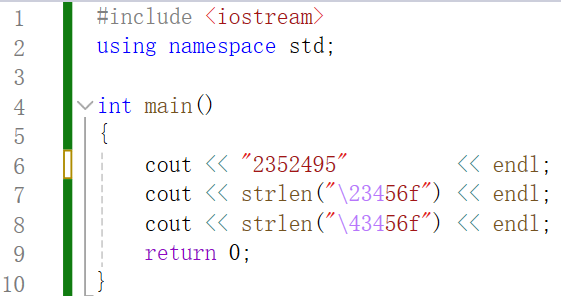 1 #include <iostream>
2 using namespace std;
3
4 int main()
5 {
6 cout << "2352495" << endl;
7 cout << strlen("\23456f") << endl;
8 cout << strlen("\43456f") << endl;
9 return 0;
10 }